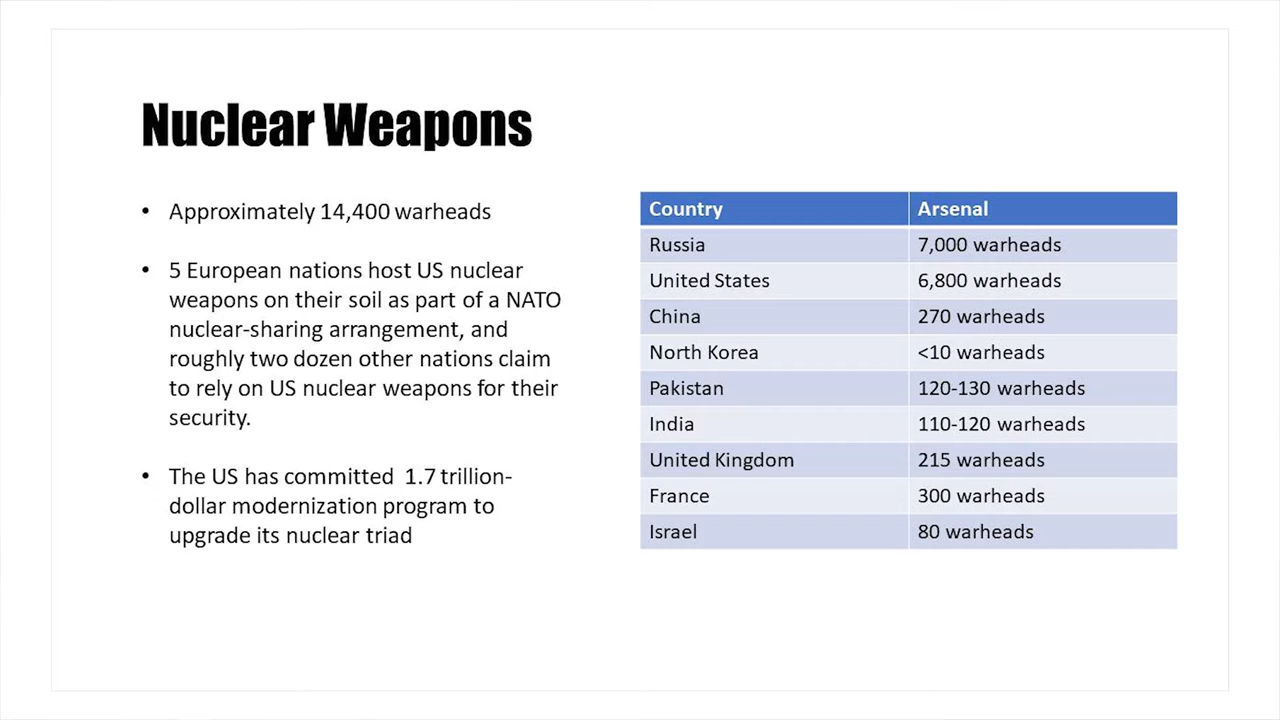 Nuclear Weapons
• Approximately 14,400 warheads
• 5 European nations host US nuclear
weapons on their soil as part of a NATO
nuclear-sharing arrangement, and
roughly two dozen other nations claim
to rely on US nuclear weapons for their
security.
• The US has committed 1.7 trillion-
dollar modernization program to
upgrade its nuclear triad
Country Arsenal
Russia 7,000 warheads
United States 6,800 warheads
China 270 warheads
North Korea <10 warheads
Pakistan 120-130 warheads
India 110-120 warheads
United Kingdom 215 warheads
France 300 warheads
Israel 80 warheads